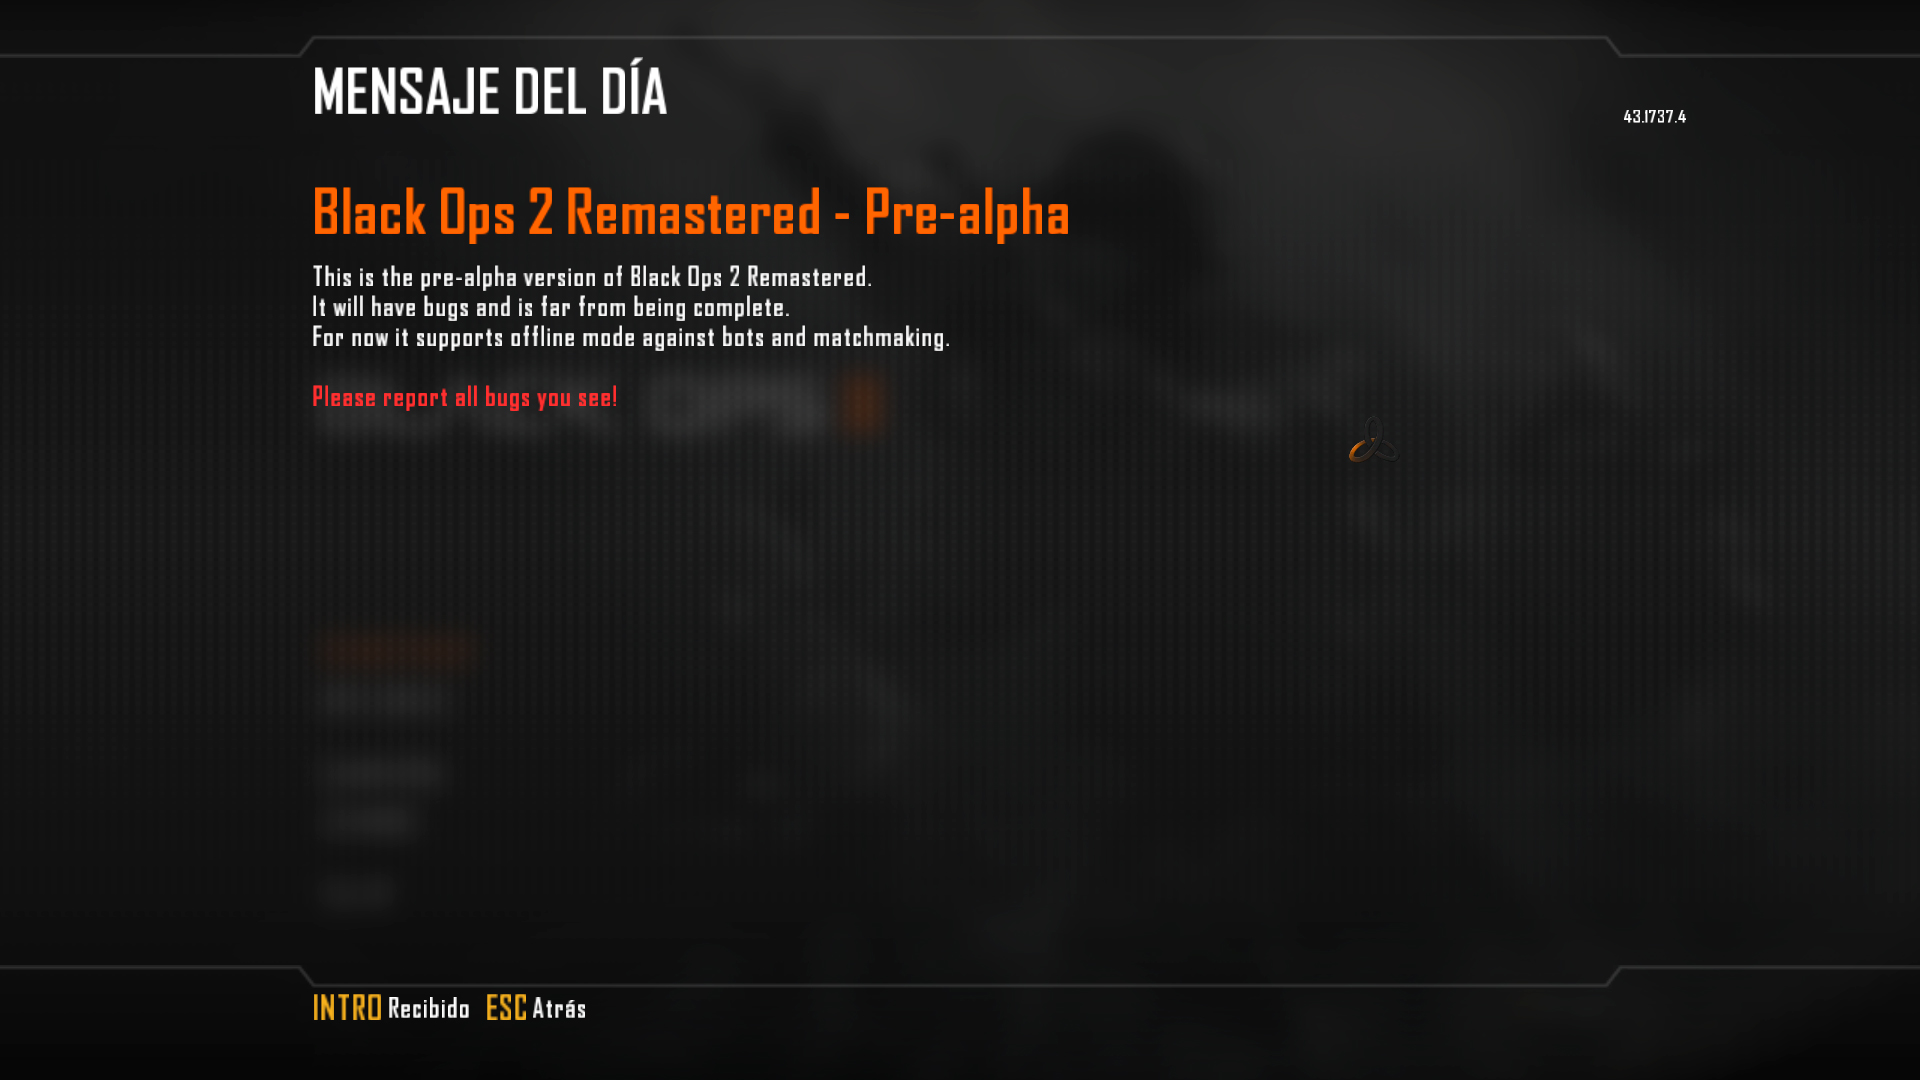 MENSAJE DEL DÍA
43.1737.4
Black Ops 2 Remastered - Pre-alpha
This is the pre-alpha version of Black Ops 2 Remastered.
It will have bugs and is far from being complete.
For now it supports offline mode against bots and matchmaking.
Please report all bugs you see!
INTRO Recibido ESC Atrás